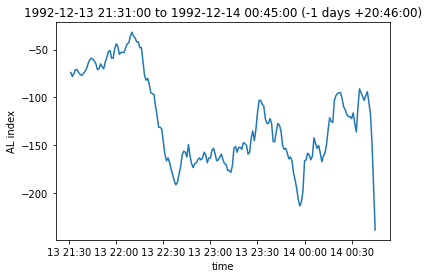 1992-12-13 21:31:00 to 1992-12-14 00:45:00 (-1 days +20:46:00)
−50
−100
−150
−200
AL index
13 21:30 13 22:00 13 22:30 13 23:00 13 23:30 14 00:00 14 00:30
time